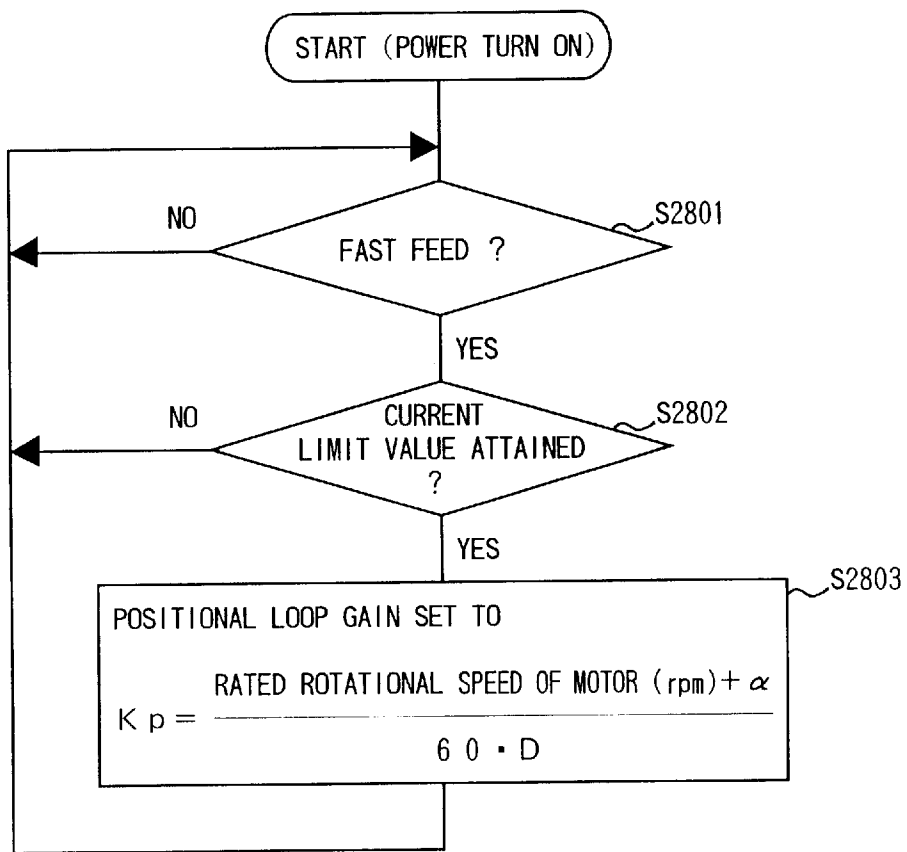 START (POWER TURN ON)
NO
S2801
FAST FEED ?
YES
NO
S2802
CURRENT
LIMIT VALUE ATTAINED
?
YES
S2803
POSITIONAL LOOP GAIN SET TO
RATED ROTATIONAL SPEED OF MOTOR (rpm)+ α
K p =
6 0 · D